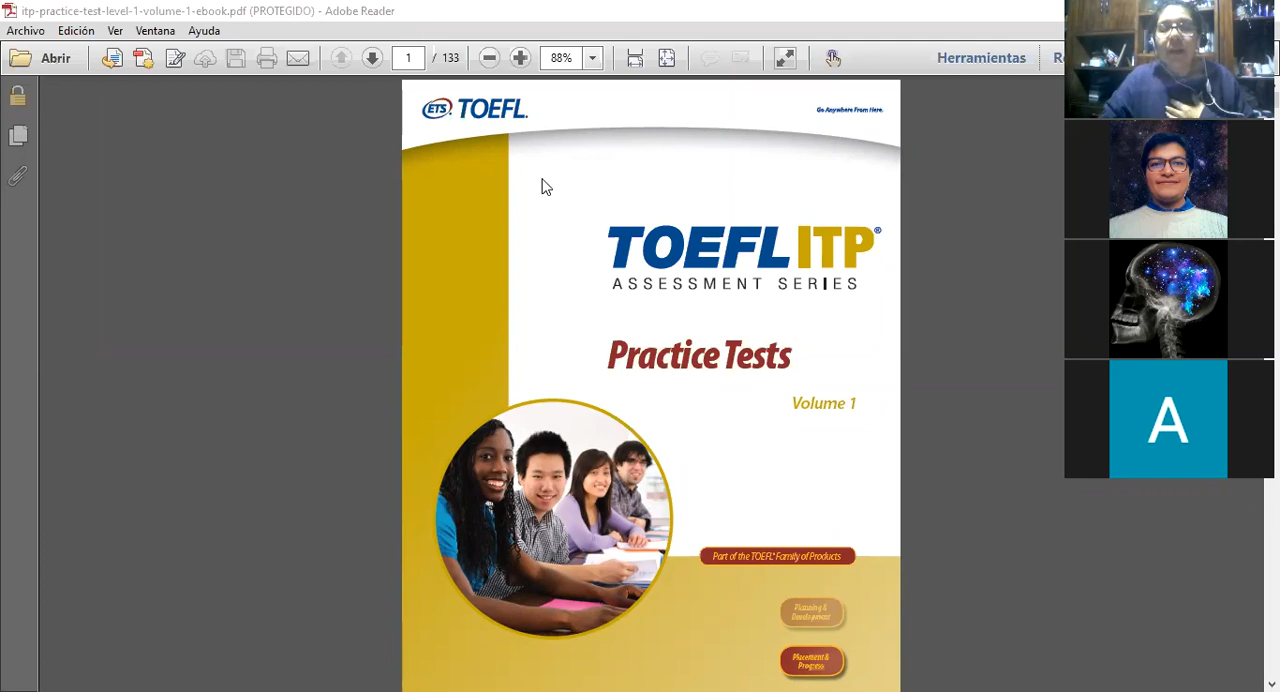 itp-practice-test-level-1-volume-1-ebook.pdf (PROTEGIDO) - Adobe Reader
Archivo Edición Ver Ventana Ayuda
Abrir 1 / 133 88% Herramientas
ETS TOEFL.
Go Anywhere From Here.
TOEFL ITP®
ASSESSMENT SERIES
Practice Tests
Volume 1
Part of the TOEFL® Family of Products
Planning &
Development
Placement &
Progress
A